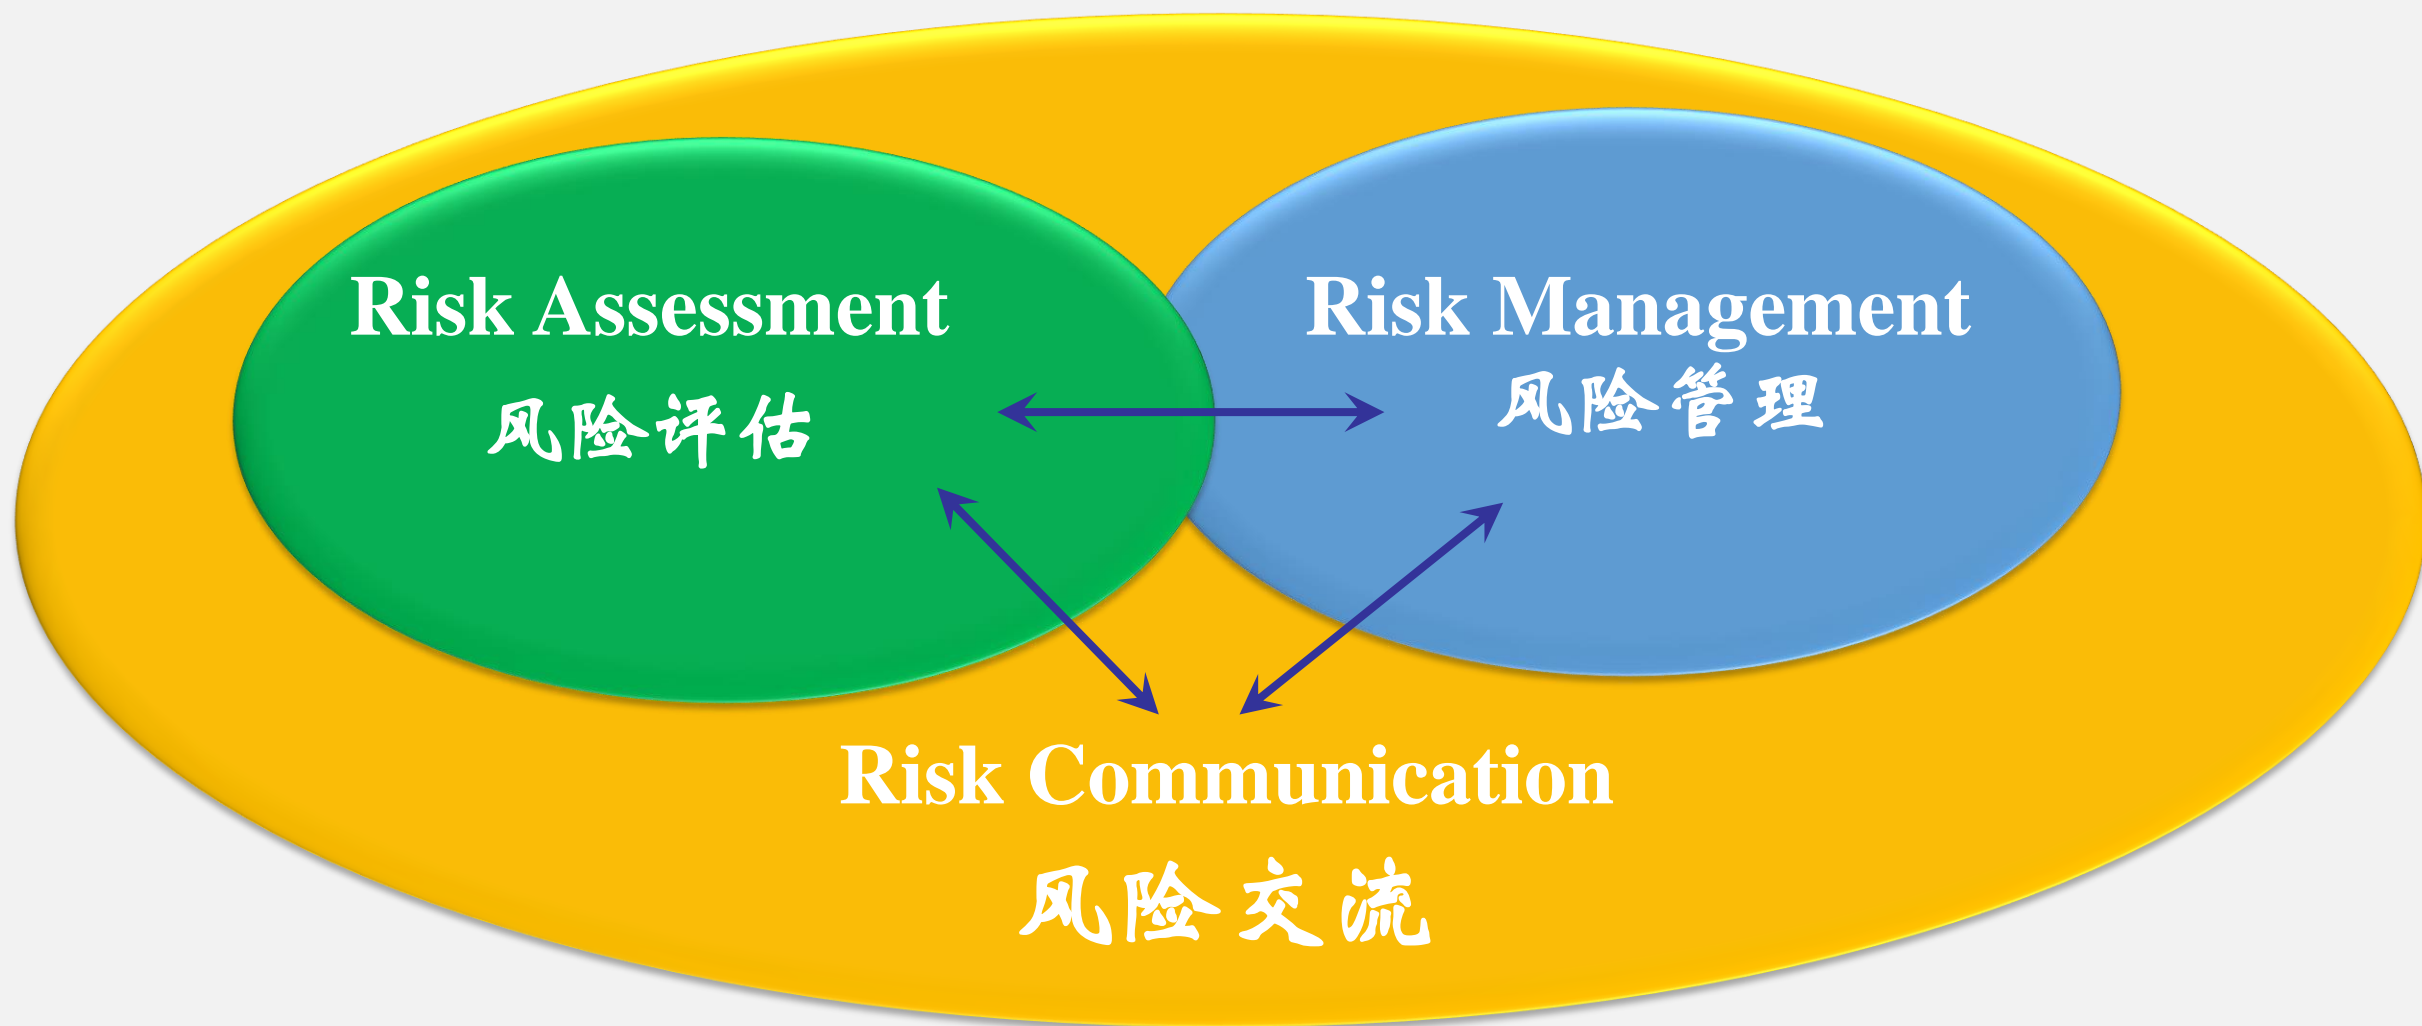 Risk Assessment
风险评估
Risk Management
风险管理
Risk Communication
风险交流